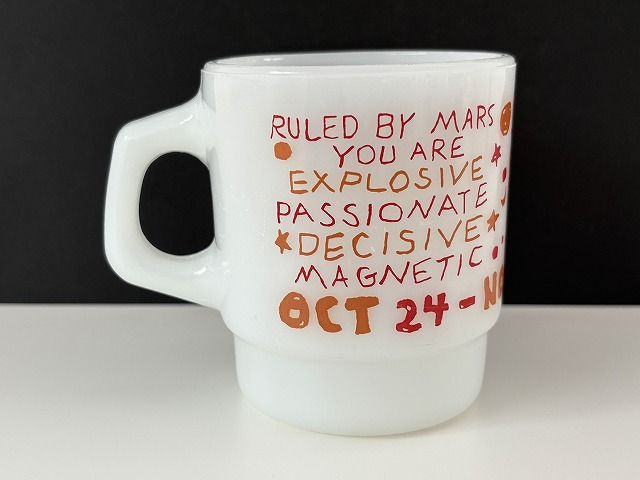 RULED BY MARS
YOU ARE
EXPLOSIVE
PASSIONATE
DECISIVE
MAGNETIC
OCT 24 -